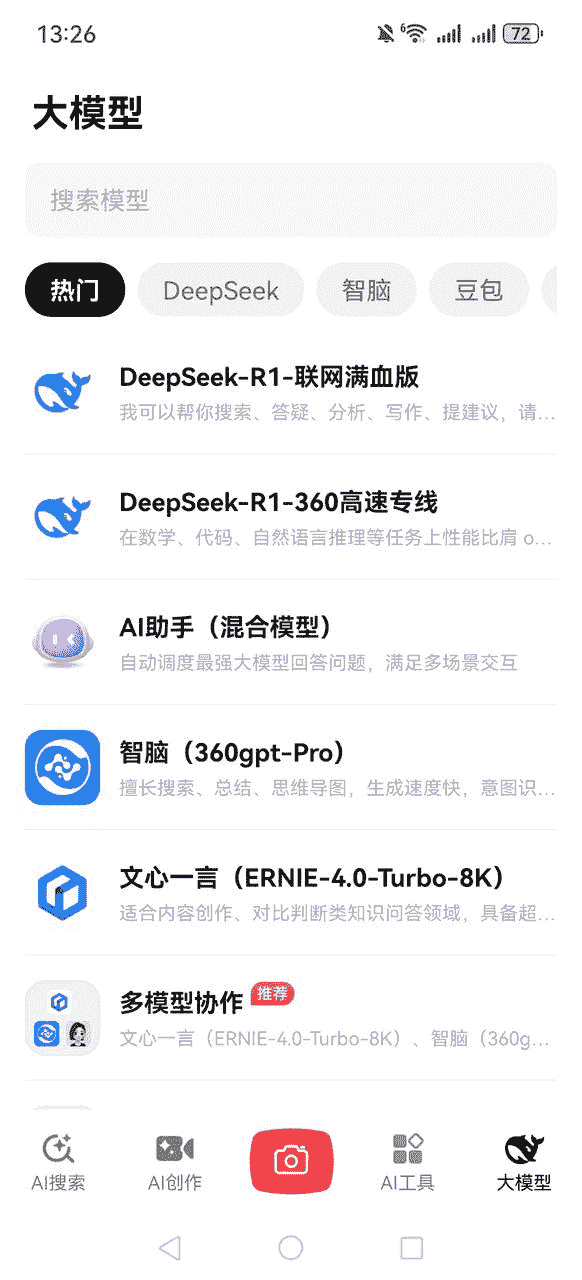 13:26
6
72
大模型
搜索模型
热门
DeepSeek
智脑
豆包
DeepSeek-R1-联网满血版
我可以帮你搜索、答疑、分析、写作、提建议，请...
DeepSeek-R1-360高速专线
在数学、代码、自然语言推理等任务上性能比肩 o...
AI助手（混合模型）
自动调度最强大模型回答问题，满足多场景交互
智脑（360gpt-Pro）
擅长搜索、总结、思维导图，生成速度快，意图识...
文心一言（ERNIE-4.0-Turbo-8K）
适合内容创作、对比判断类知识问答领域，具备超...
多模型协作 推荐
文心一言（ERNIE-4.0-Turbo-8K）、智脑（360g...
AI搜索
AI创作
AI工具
大模型